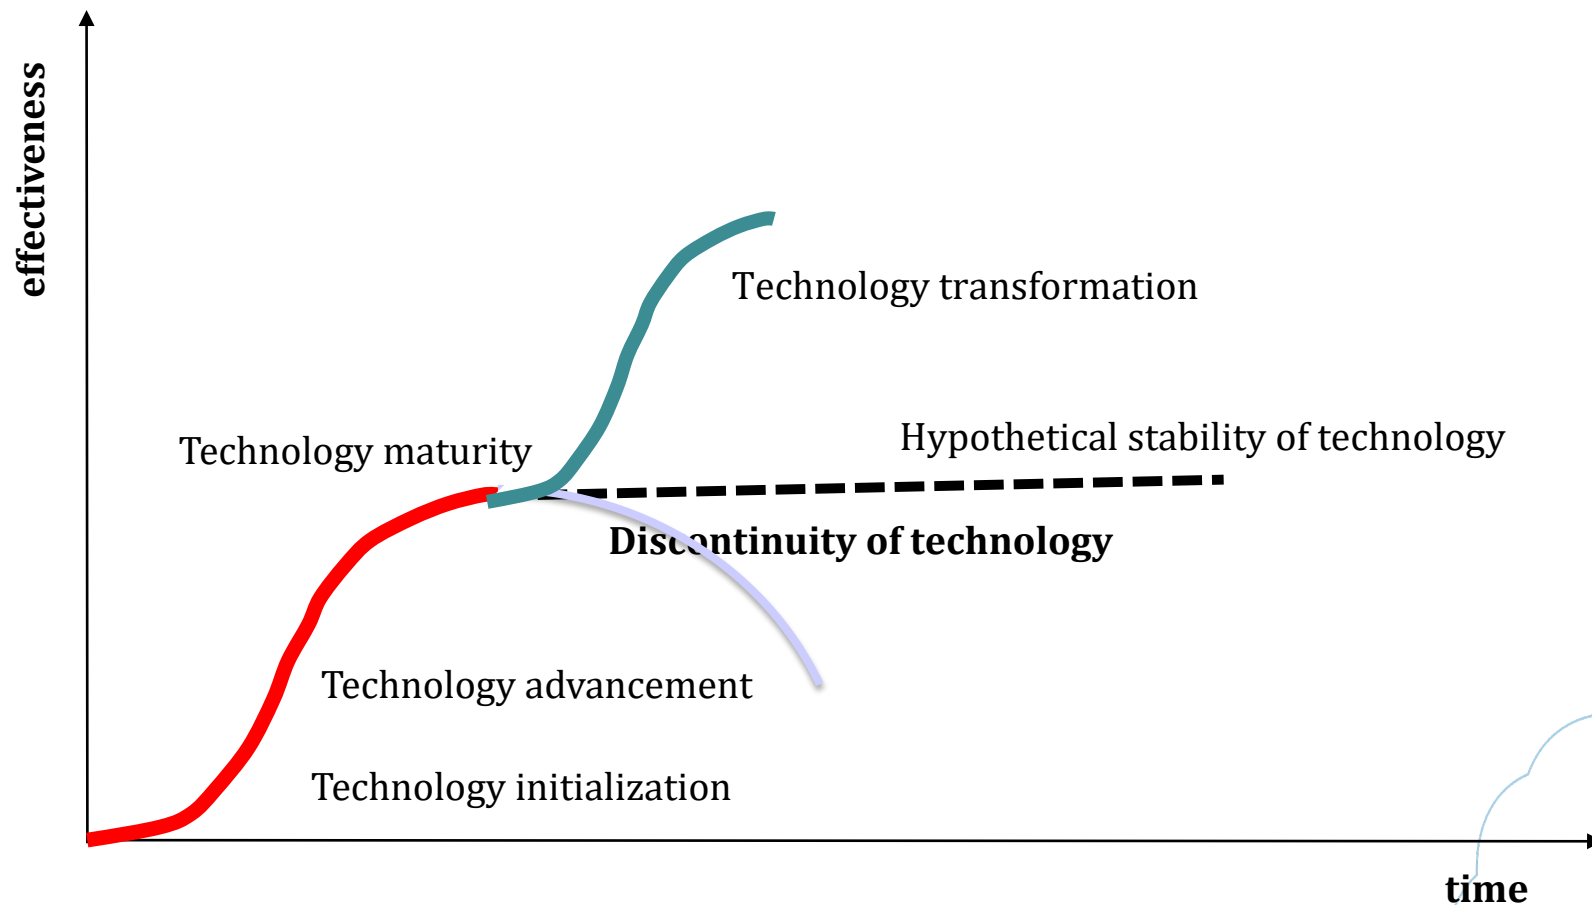 effectiveness
Technology transformation
Technology maturity
Hypothetical stability of technology
Discontinuity of technology
Technology advancement
Technology initialization
time